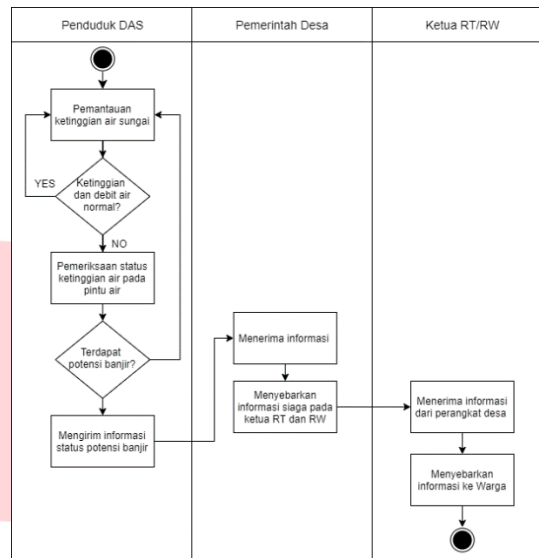 Penduduk DAS
Pemerintah Desa
Ketua RT/RW
Pemantauan
ketinggian air sungai
YES
Ketinggian
dan debit air
normal?
NO
Pemeriksaan status
ketinggian air pada
pintu air
Terdapat
potensi banjir?
Mengirim informasi
status potensi banjir
Menerima informasi
Menyebarkan
informasi siaga pada
ketua RT dan RW
Menerima informasi
dari perangkat desa
Menyebarkan
informasi ke Warga